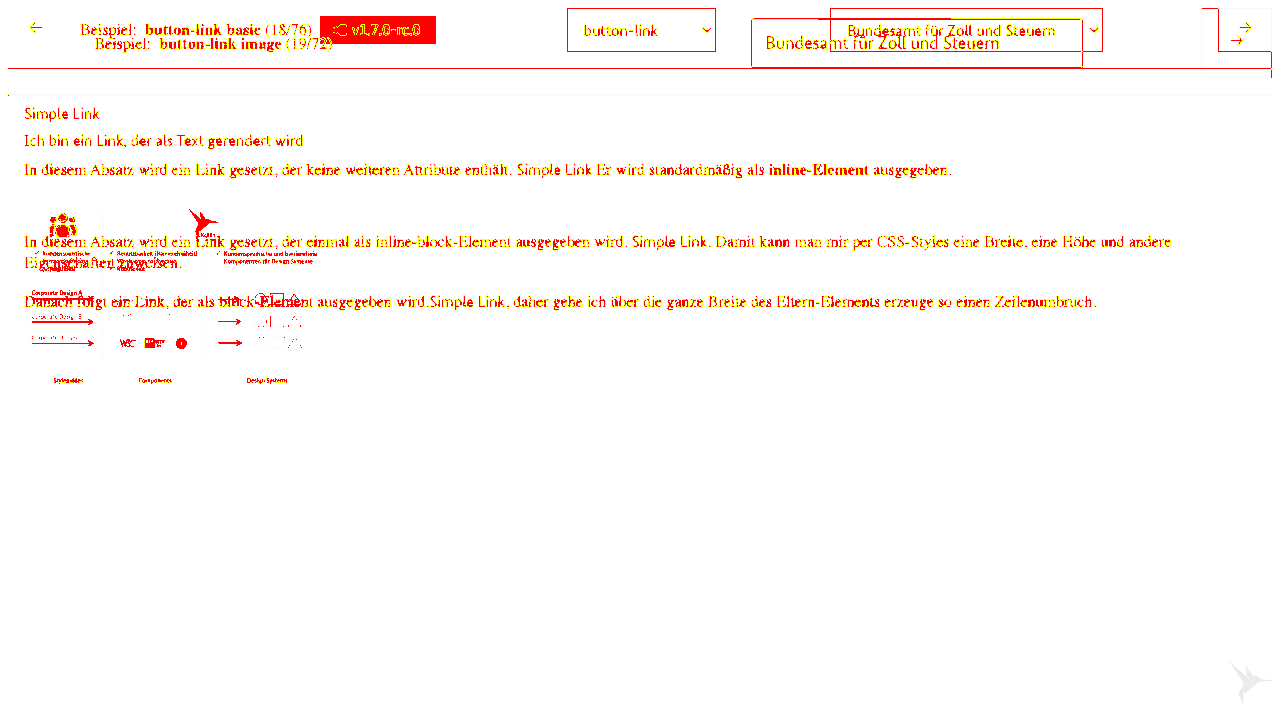 Beispiel: button-link basic (18/76) v1.7.0-rc.0 button-link Bundesamt für Zoll und Steuern
Beispiel: button-link image (19/72) Bundesamt für Zoll und Steuern
Simple Link
Ich bin ein Link, der als Text gerendert wird
In diesem Absatz wird ein Link gesetzt, der keine weiteren Attribute enthält. Simple Link Er wird standardmäßig als inline-Element ausgegeben.
In diesem Absatz wird ein Link gesetzt, der einmal als inline-block-Element ausgegeben wird. Simple Link. Damit kann man mir per CSS-Styles eine Breite, eine Höhe und andere
Eigenschaften zuweisen.
Komponenten für Design Systeme
Corporate Design A
Danach folgt ein Link, der als block-Element ausgegeben wird.Simple Link, daher gehe ich über die ganze Breite des Eltern-Elements erzeuge so einen Zeilenumbruch.
W3C
Styleguides Components Design Systems